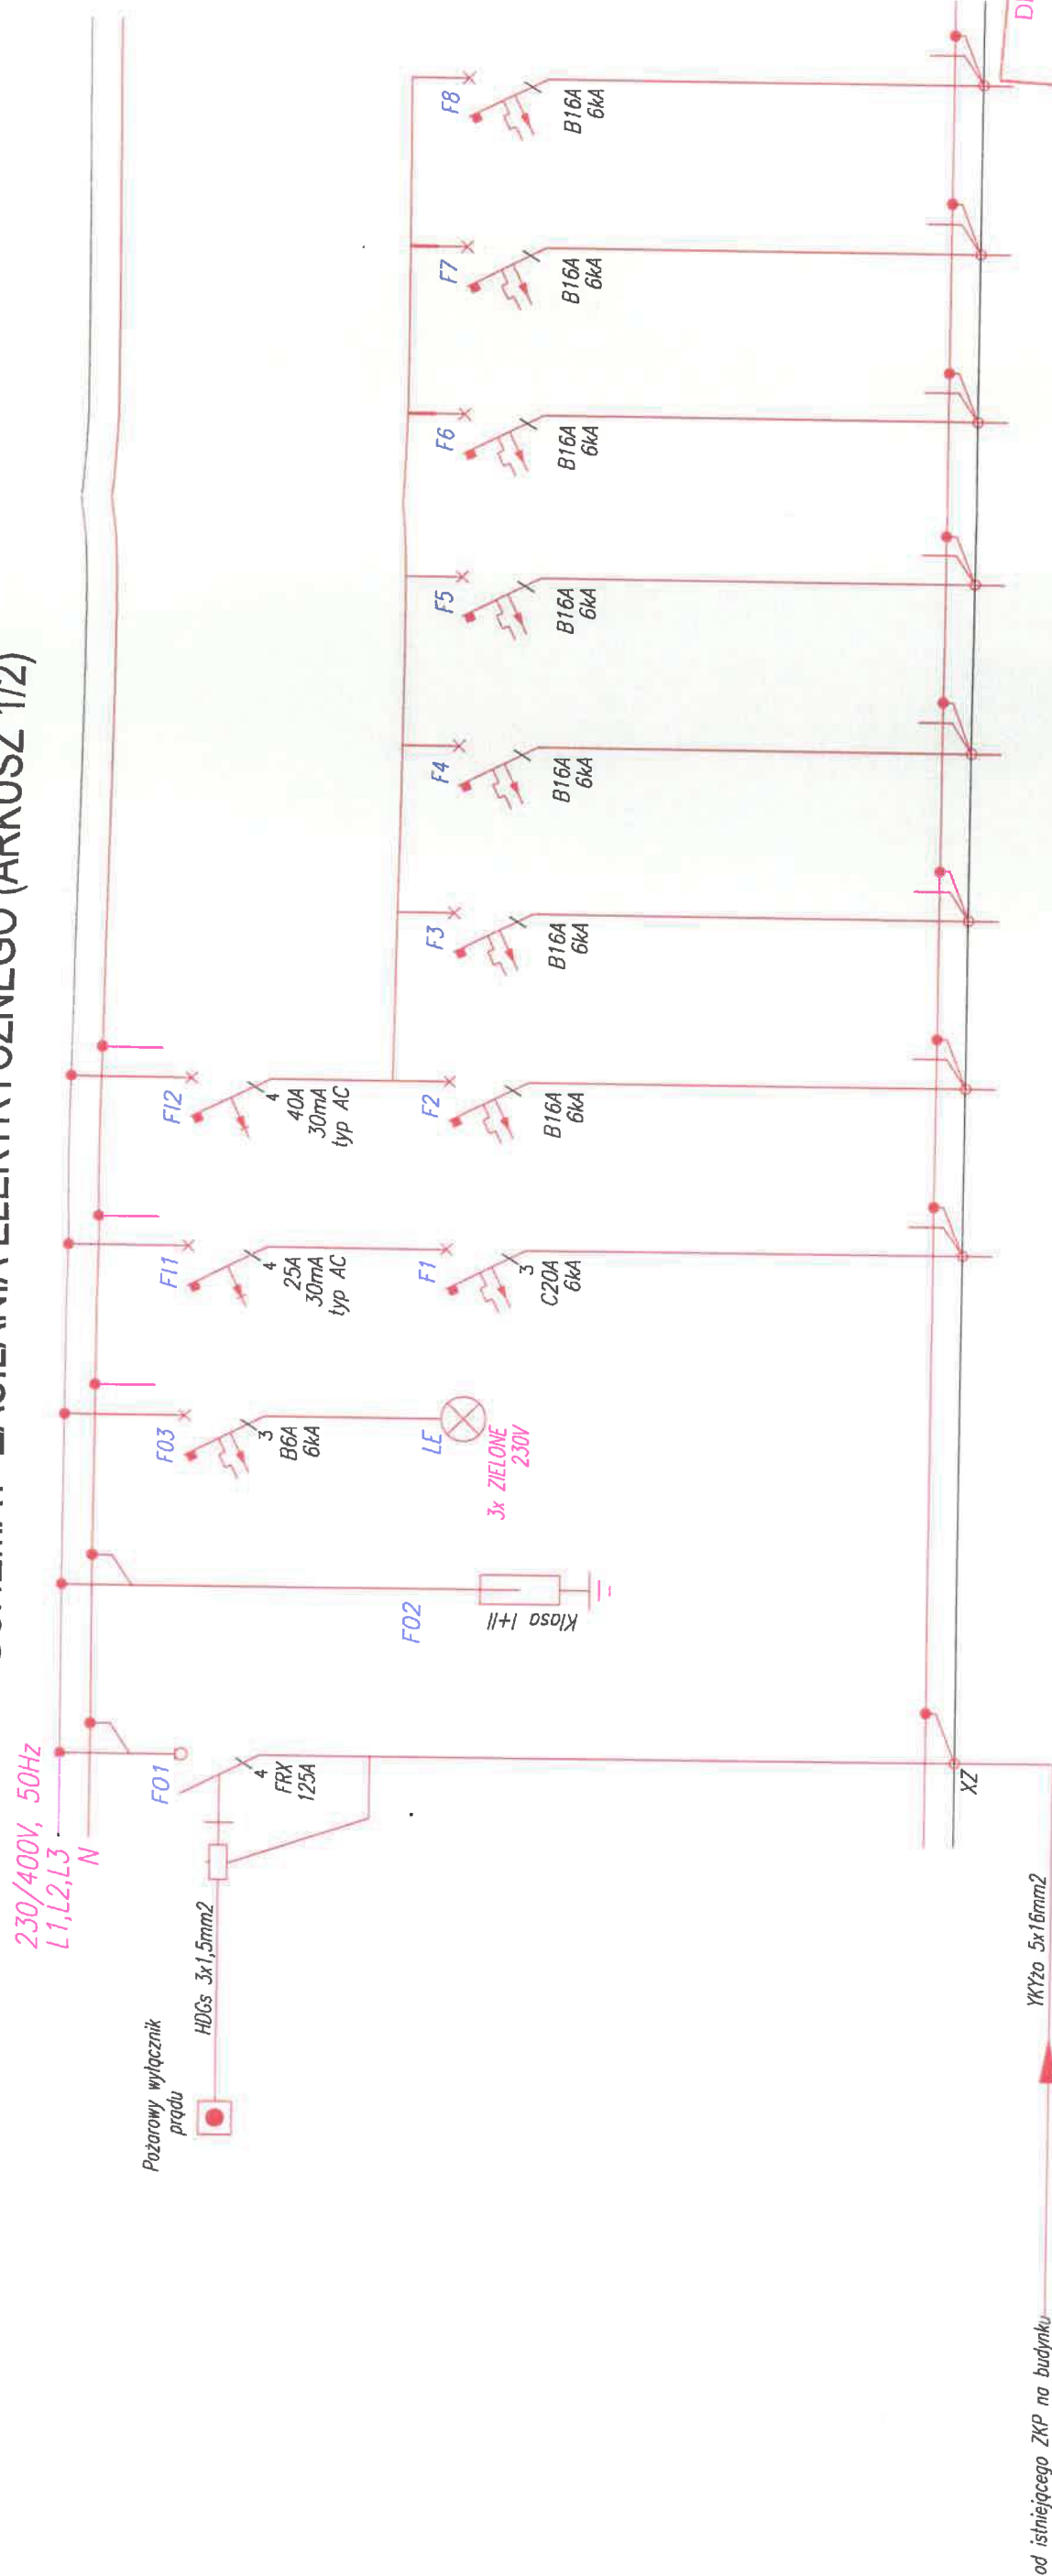 ZASILANIA ELEKTRYCZNEGO (ARKUSZ 1/2)
230/400V, 50Hz
L1,L2,L3
N
Pożarowy wyłącznik
prądu
HDGs 3x1,5mm2
F01
4
FRX
125A
F02
Klasa I+II
F03
3
B6A
6kA
LE
3x ZIELONE
230V
FI1
4
25A
30mA
typ AC
F1
3
C20A
6kA
FI2
4
40A
30mA
typ AC
F2
B16A
6kA
F3
B16A
6kA
F4
B16A
6kA
F5
B16A
6kA
F6
B16A
6kA
F7
B16A
6kA
F8
B16A
6kA
XZ
YKYżo 5x16mm2
od istniejącego ZKP na budynku